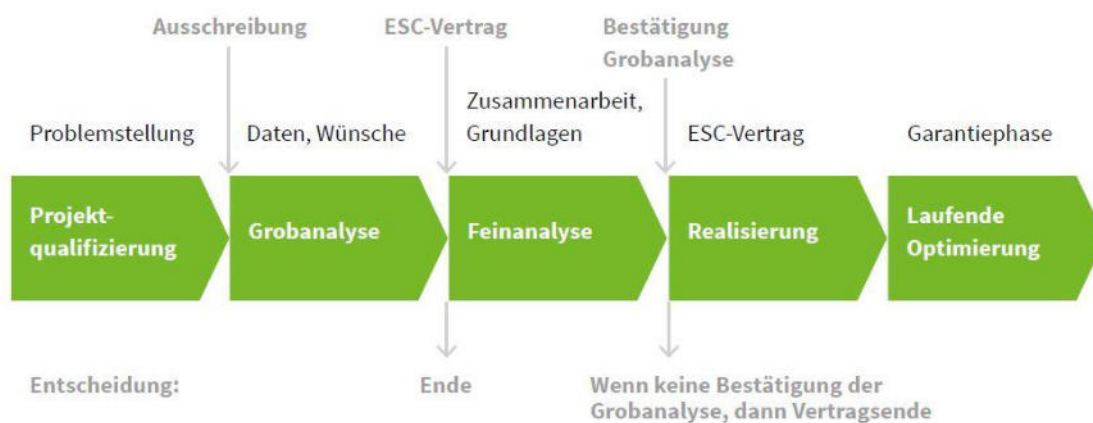 Ausschreibung
ESC-Vertrag
Bestätigung
Grobanalyse
Problemstellung
Daten, Wünsche
Zusammenarbeit,
Grundlagen
ESC-Vertrag
Garantiephase
Projekt-
qualifizierung
Grobanalyse
Feinanalyse
Realisierung
Laufende
Optimierung
Entscheidung:
Ende
Wenn keine Bestätigung der
Grobanalyse, dann Vertragsende